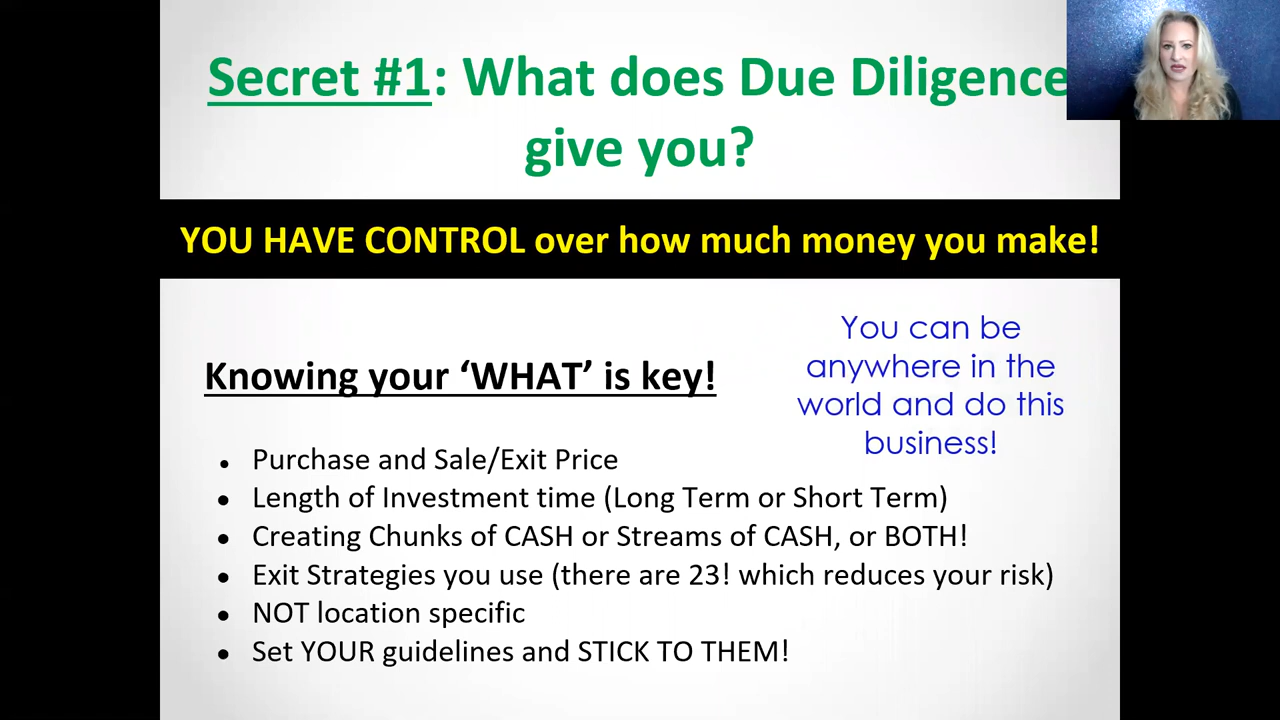 Secret #1: What does Due Diligence
give you?
YOU HAVE CONTROL over how much money you make!
You can be
anywhere in the
world and do this
business!
Knowing your ‘WHAT’ is key!
• Purchase and Sale/Exit Price
• Length of Investment time (Long Term or Short Term)
• Creating Chunks of CASH or Streams of CASH, or BOTH!
• Exit Strategies you use (there are 23! which reduces your risk)
• NOT location specific
• Set YOUR guidelines and STICK TO THEM!